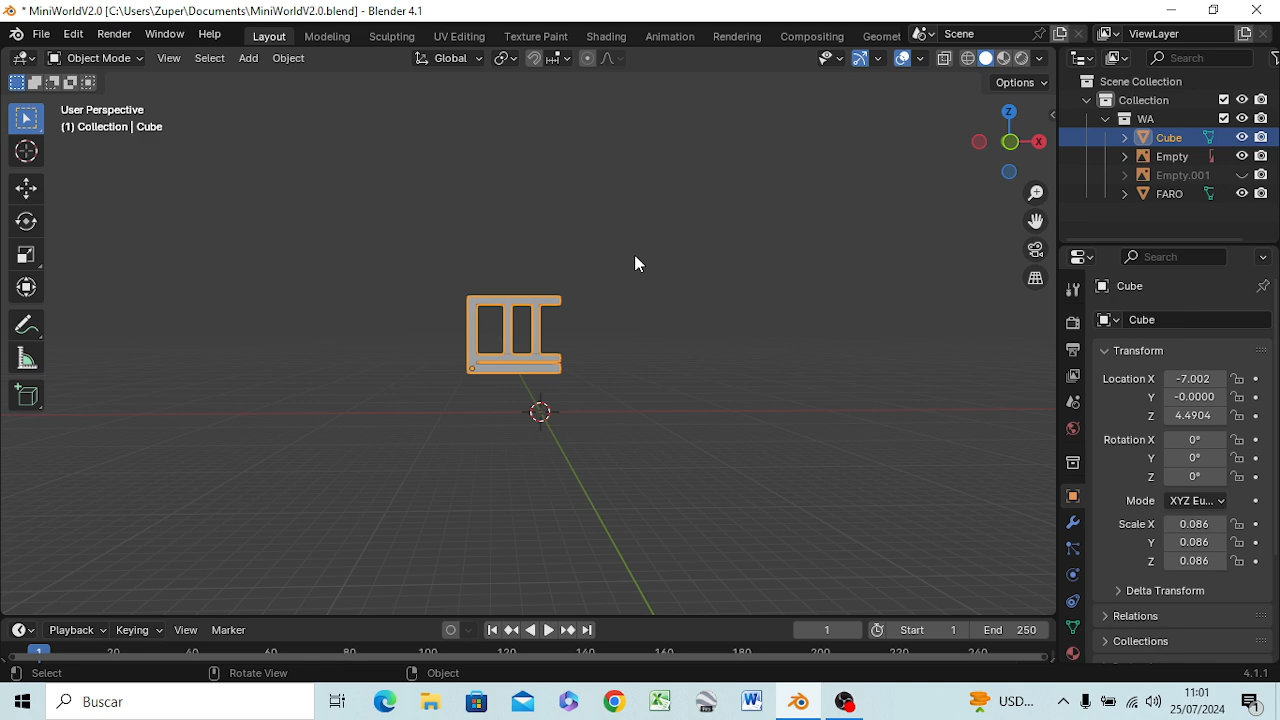 * MiniWorldV2.0 [C:\Users\Zuper\Documents\MiniWorldV2.0.blend] - Blender 4.1
File Edit Render Window Help Layout Modeling Sculpting UV Editing Texture Paint Shading Animation Rendering Compositing Geomet Scene ViewLayer
Object Mode View Select Add Object Global Search
Options
User Perspective
(1) Collection | Cube
Z
X
Scene Collection
Collection
WA
Cube
Empty
Empty.001
FARO
Search
Cube
Cube
Transform
Location X -7.002
Y -0.0000
Z 4.4904
Rotation X 0°
Y 0°
Z 0°
Mode XYZ Eu...
Scale X 0.086
Y 0.086
Z 0.086
Delta Transform
Relations
Collections
Playback Keying View Marker 1 Start 1 End 250
1 20 40 60 80 100 120 140 160 180 200 220 240
Select Rotate View Object 4.1.1
Buscar
USD...
11:01
25/07/2024
1